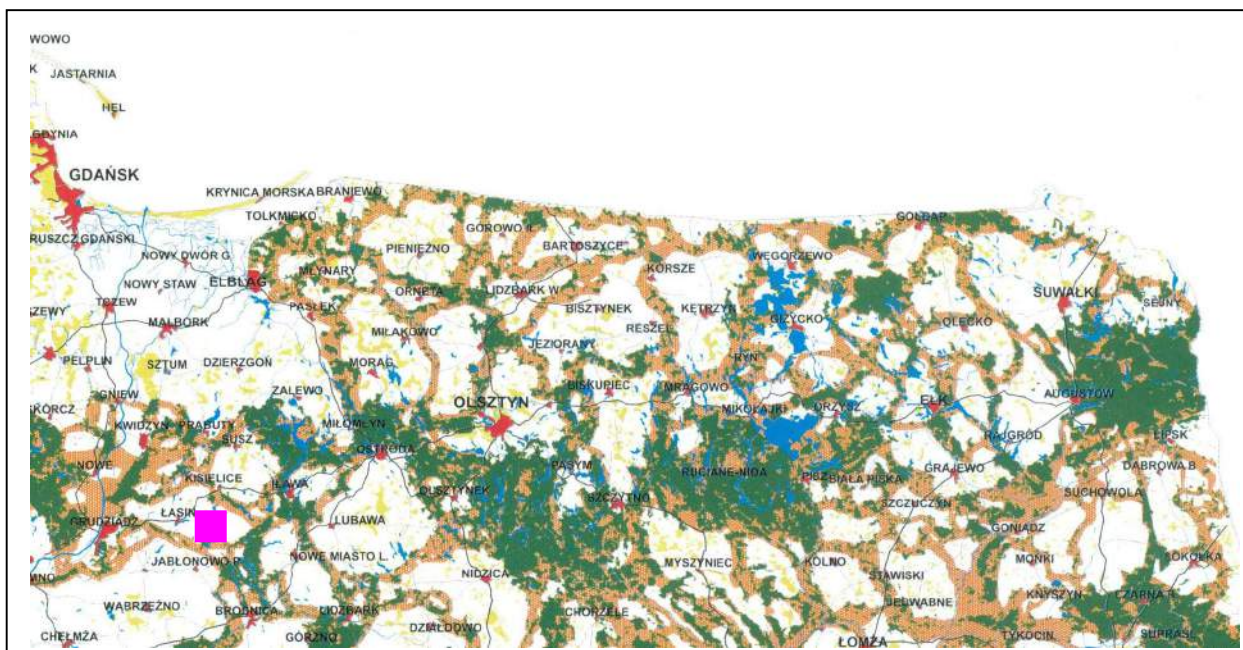 WOWO
K
JASTARNIA
HEL
GDYNIA
GDAŃSK
KRYNICA MORSKA
BRANIEWO
TOLKMICKO
GOŁDAP
RUSZCZ GDAŃSKI
GÓROWO IŁ.
PIENIĘŻNO
BARTOSZYCE
NOWY DWÓR G.
WĘGORZEWO
MŁYNARY
KORSZE
NOWY STAW
ELBLĄG
ORNETA
LIDZBARK W.
SUWAŁKI
SEJNY
TCZEW
PASŁĘK
BISZTYNEK
KĘTRZYN
ZEWY
GIŻYCKO
MALBORK
MIŁAKOWO
RESZEL
OLECKO
JEZIORANY
PELPLIN
SZTUM
DZIERZGOŃ
MORĄG
RYN
BISKUPIEC
MRĄGOWO
GNIEW
ZALEWO
OLSZTYN
EŁK
AUGUSTÓW
KÓRCZ
MIKOŁAJKI
ORZYSZ
KWIDZYN
PRABUTY
SUSZ
MIŁOMŁYN
RAJGRÓD
LIPSK
OSTRÓDA
NOWE
PASYM
RUCIANE-NIDA
PISZ
BIAŁA PISKA
GRAJEWO
DĄBROWA B
KISIELICE
IŁAWA
OLSZTYNEK
SZCZYTNO
SUCHOWOLA
SZCZUCZYN
ŁASIN
GRUDZIĄDZ
LUBAWA
GONIĄDZ
JABŁONOWO P.
NOWE MIASTO L.
MYSZYNIEC
KOLNO
MOŃKI
SOKÓŁKA
MNO
NIDZICA
STAWISKI
WĄBRZEŹNO
BRODNICA
LIDZBARK
CHORZELE
JEDWABNE
KNYSZYN
CZARNA B.
CHEŁMŻA
GÓRZNO
DZIAŁDOWO
ŁOMŻA
TYKOCIN
SUPRAŚL